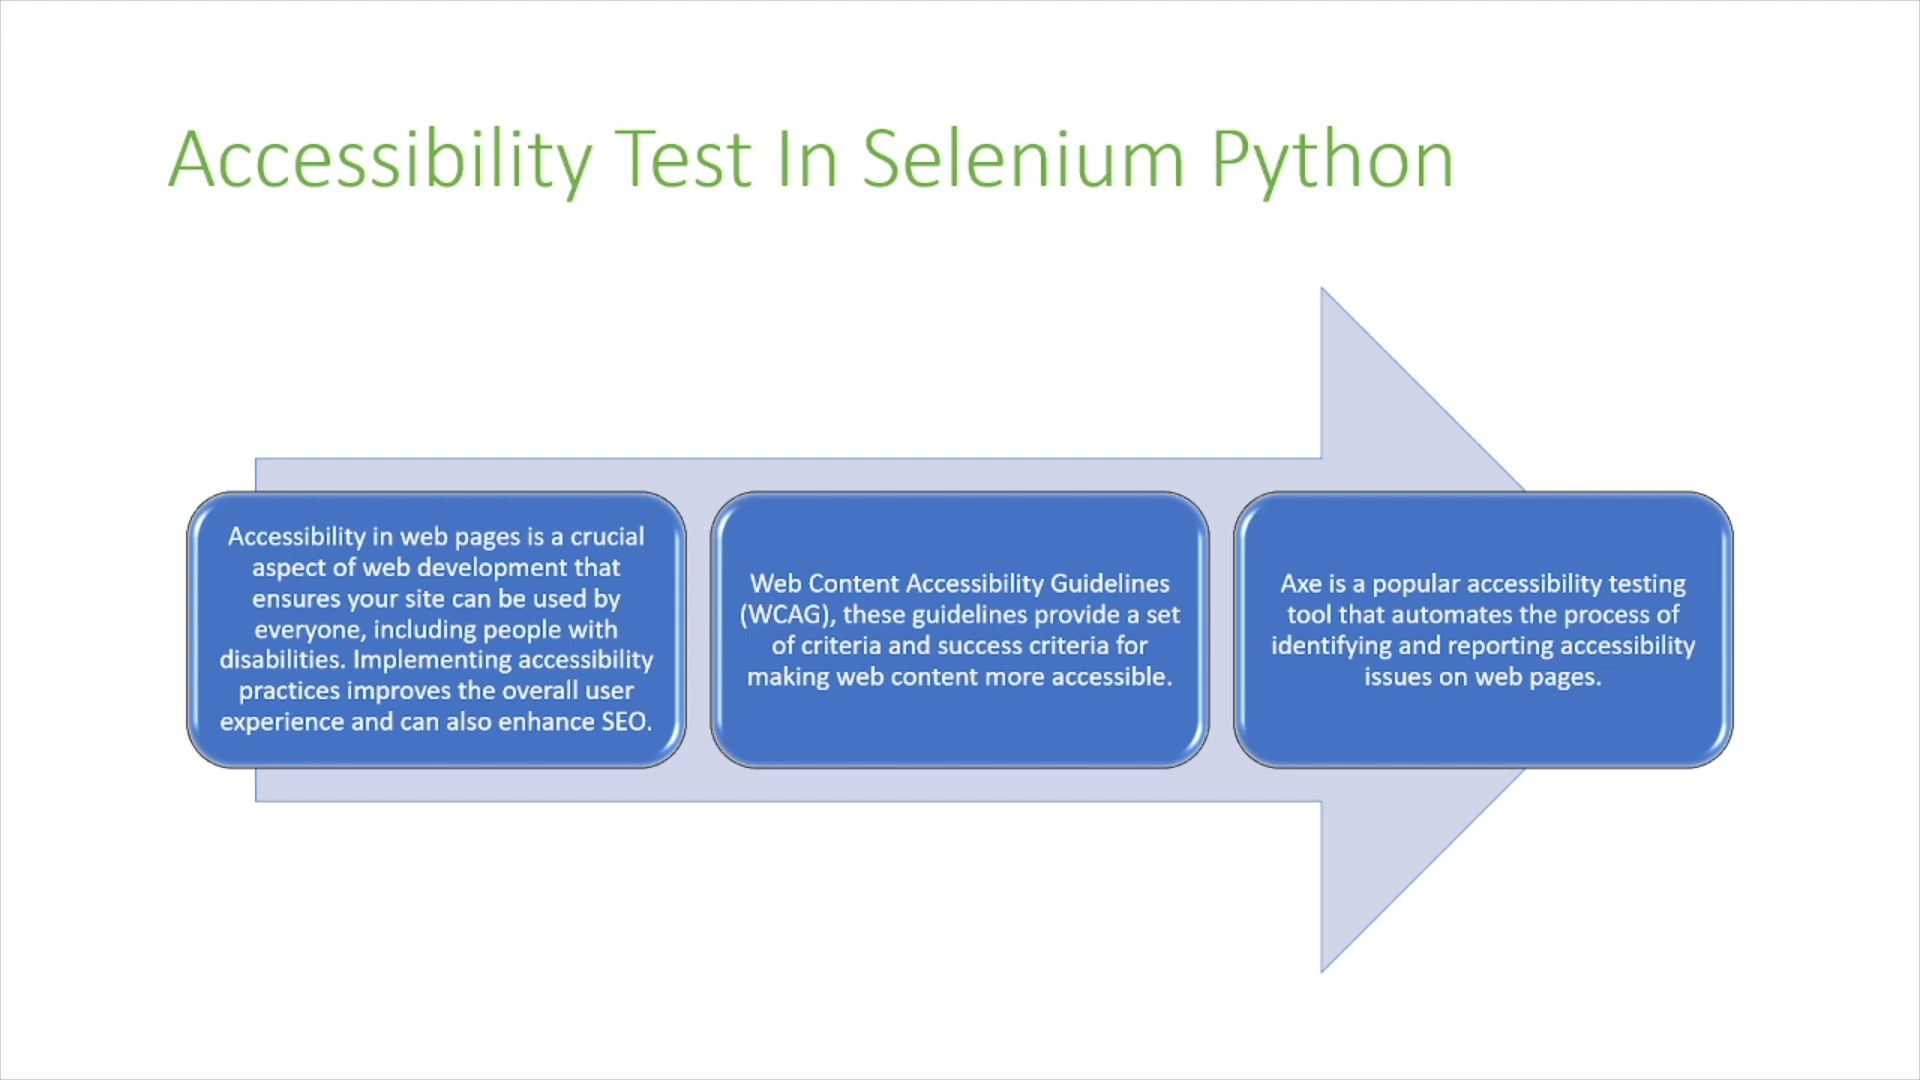 Accessibility Test In Selenium Python
Accessibility in web pages is a crucial
aspect of web development that
ensures your site can be used by
everyone, including people with
disabilities. Implementing accessibility
practices improves the overall user
experience and can also enhance SEO.
Web Content Accessibility Guidelines
(WCAG), these guidelines provide a set
of criteria and success criteria for
making web content more accessible.
Axe is a popular accessibility testing
tool that automates the process of
identifying and reporting accessibility
issues on web pages.